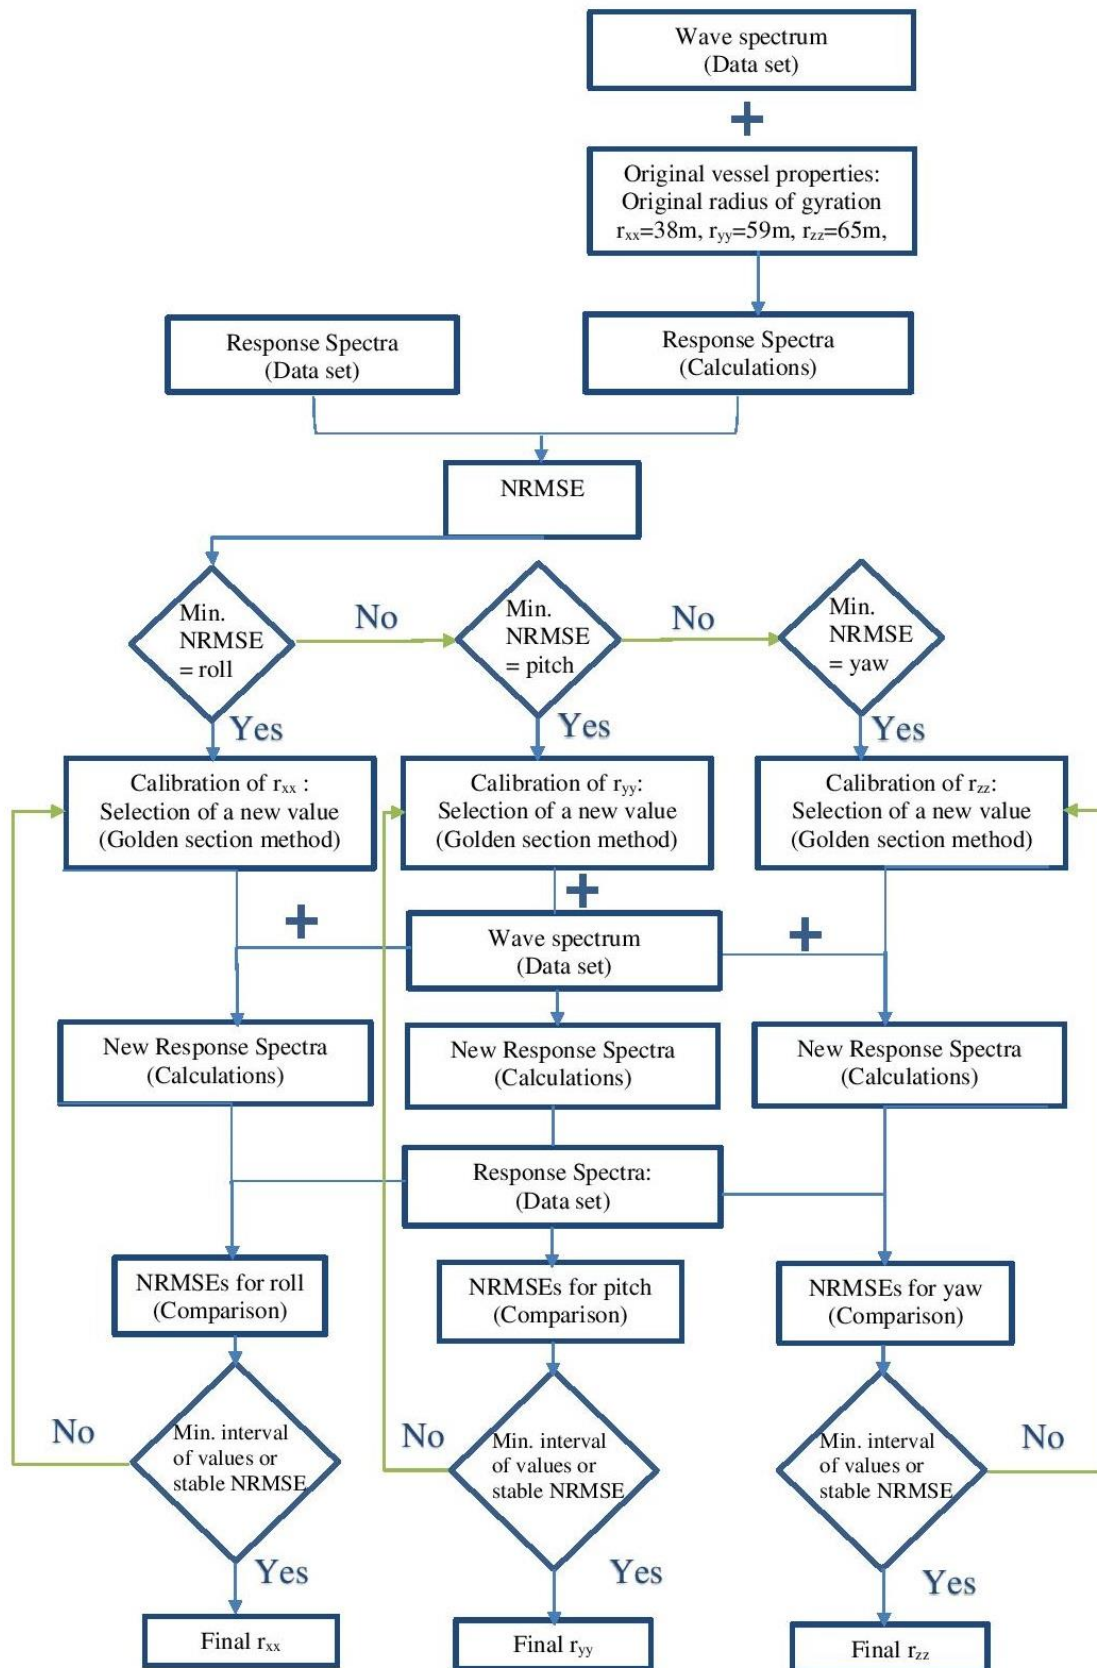 Wave spectrum
(Data set)
+
Original vessel properties:
Original radius of gyration
rxx=38m, ryy=59m, rzz=65m,
Response Spectra
(Data set)
Response Spectra
(Calculations)
NRMSE
Min.
NRMSE
= roll
No
Min.
NRMSE
= pitch
No
Min.
NRMSE
= yaw
Yes
Yes
Yes
Calibration of rxx :
Selection of a new value
(Golden section method)
Calibration of ryy:
Selection of a new value
(Golden section method)
Calibration of rzz:
Selection of a new value
(Golden section method)
+
+
+
Wave spectrum
(Data set)
New Response Spectra
(Calculations)
New Response Spectra
(Calculations)
New Response Spectra
(Calculations)
Response Spectra:
(Data set)
NRMSEs for roll
(Comparison)
NRMSEs for pitch
(Comparison)
NRMSEs for yaw
(Comparison)
No
Min. interval
of values or
stable NRMSE
No
Min. interval
of values or
stable NRMSE
Min. interval
of values or
stable NRMSE
No
Yes
Yes
Yes
Final rxx
Final ryy
Final rzz